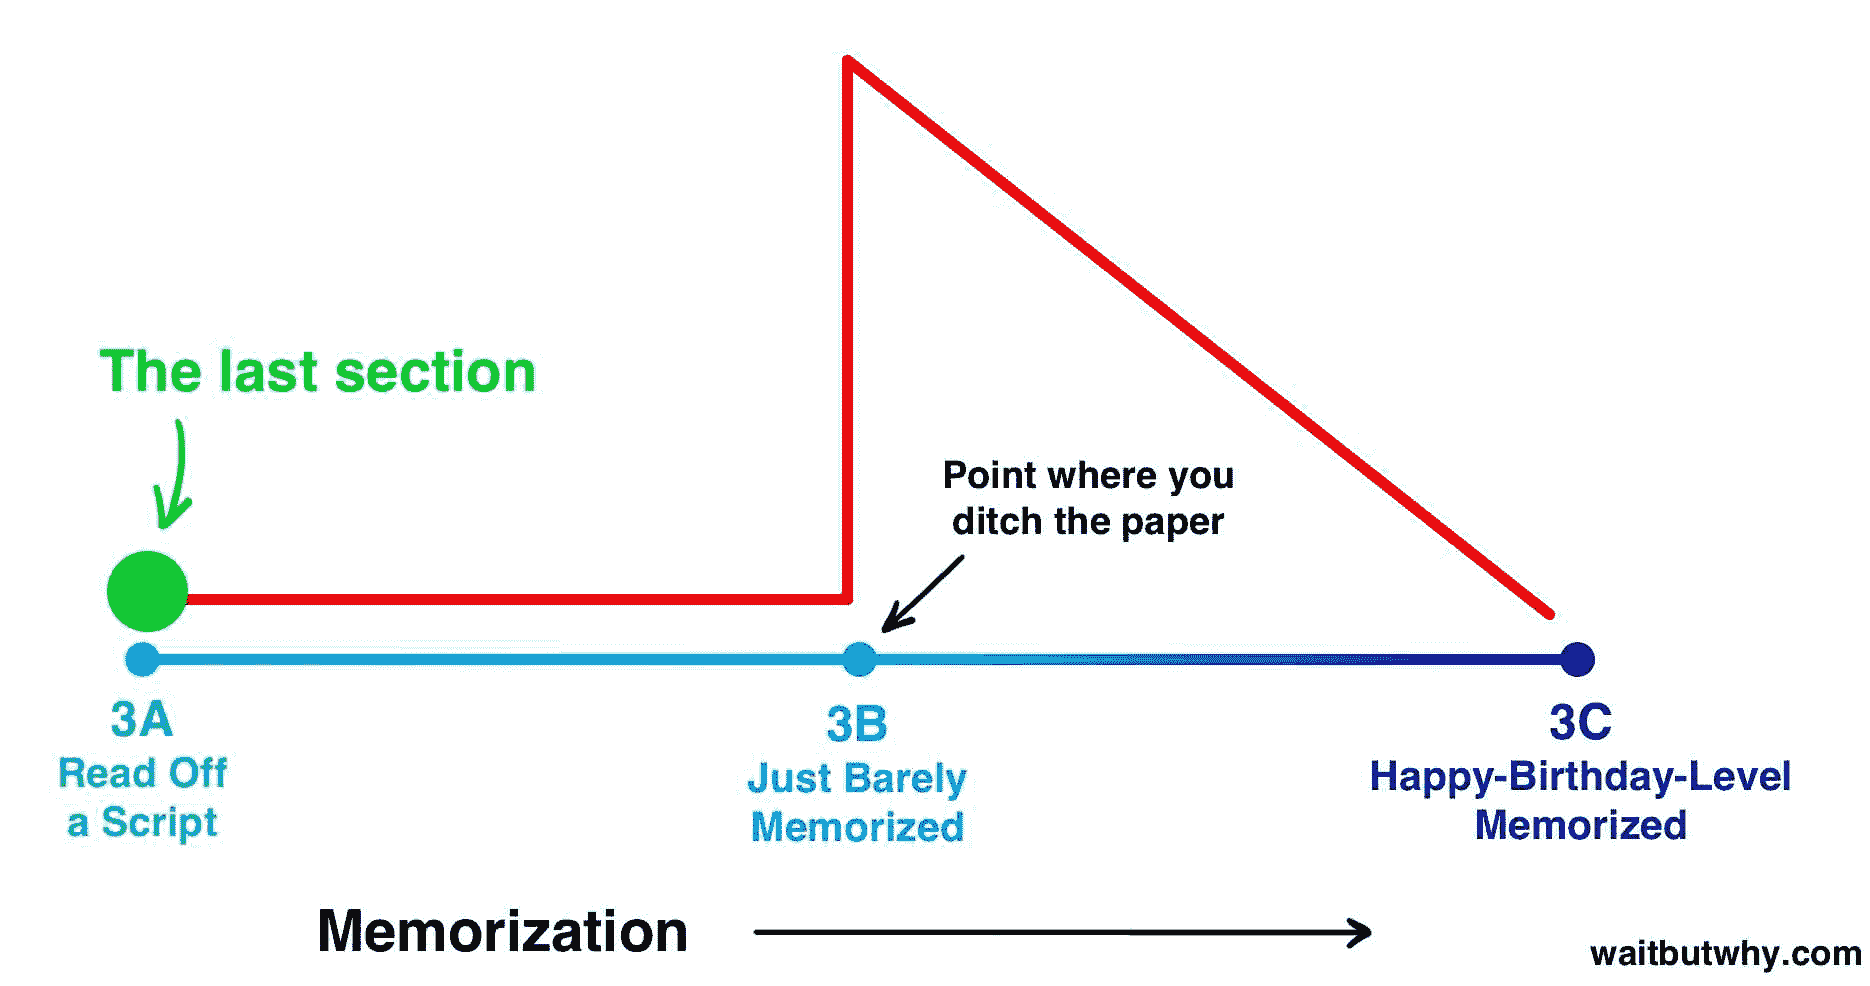 The last section
Point where you
ditch the paper
3A
Read Off
a Script
3B
Just Barely
Memorized
3C
Happy-Birthday-Level
Memorized
Memorization
waitbutwhy.com